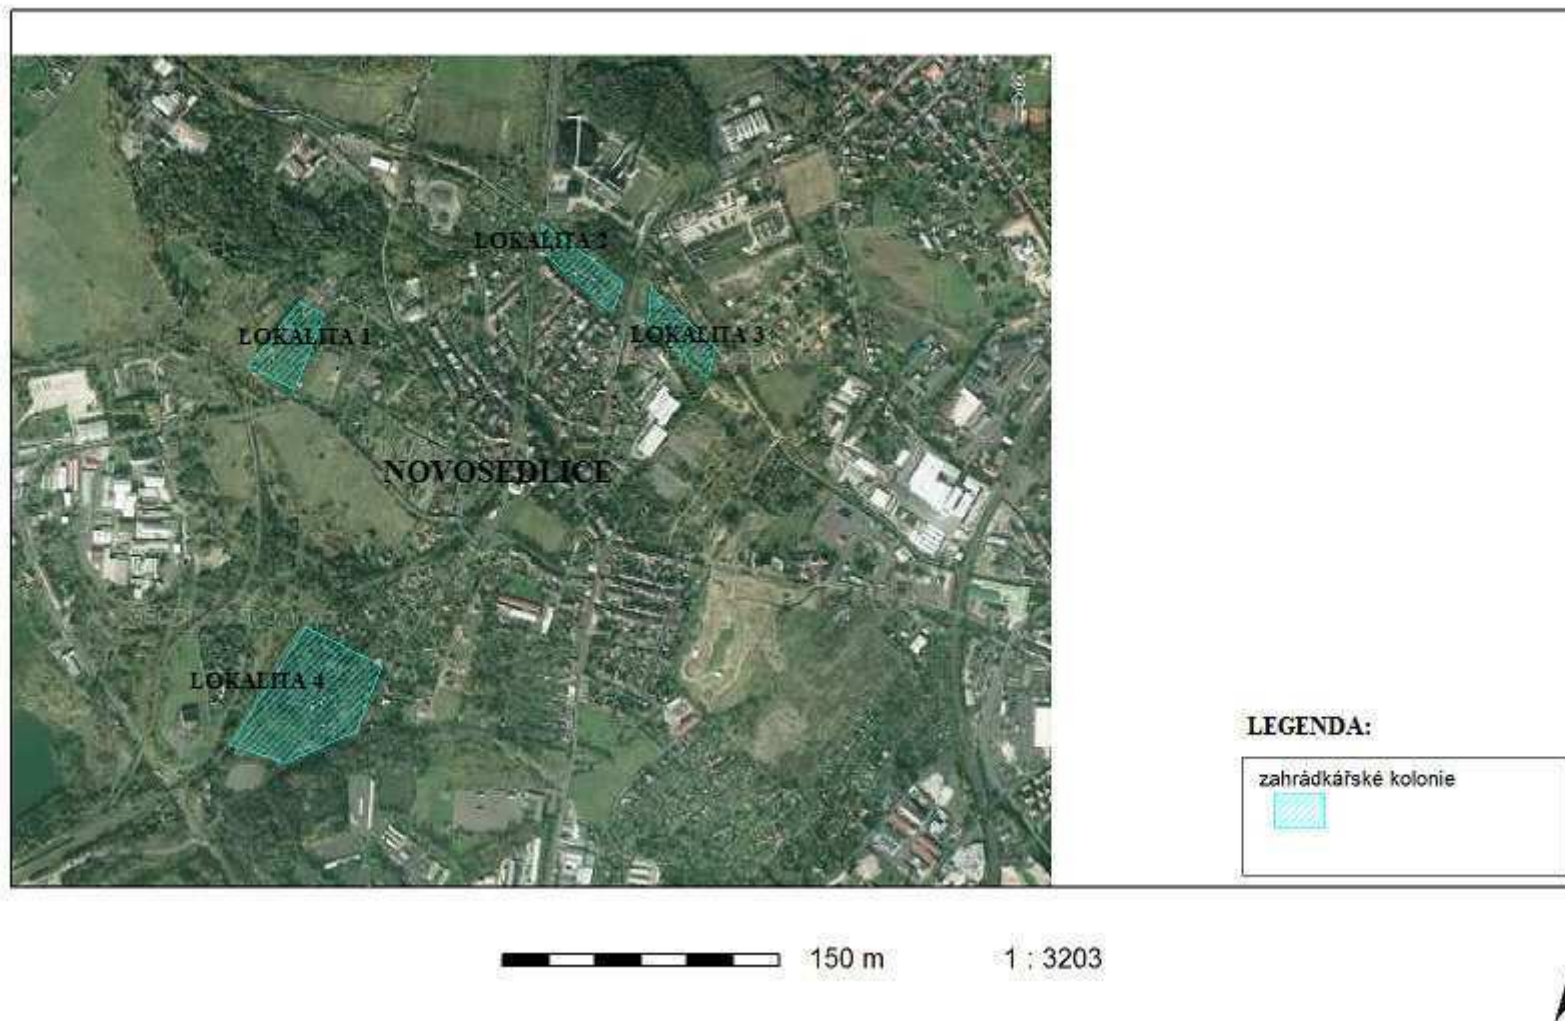 LOKALITA 2
LOKALITA 1
LOKALITA 3
NOVOSEDLICE
LOKALITA 4
LEGENDA:
zahrádkářské kolonie
150 m
1 : 3203